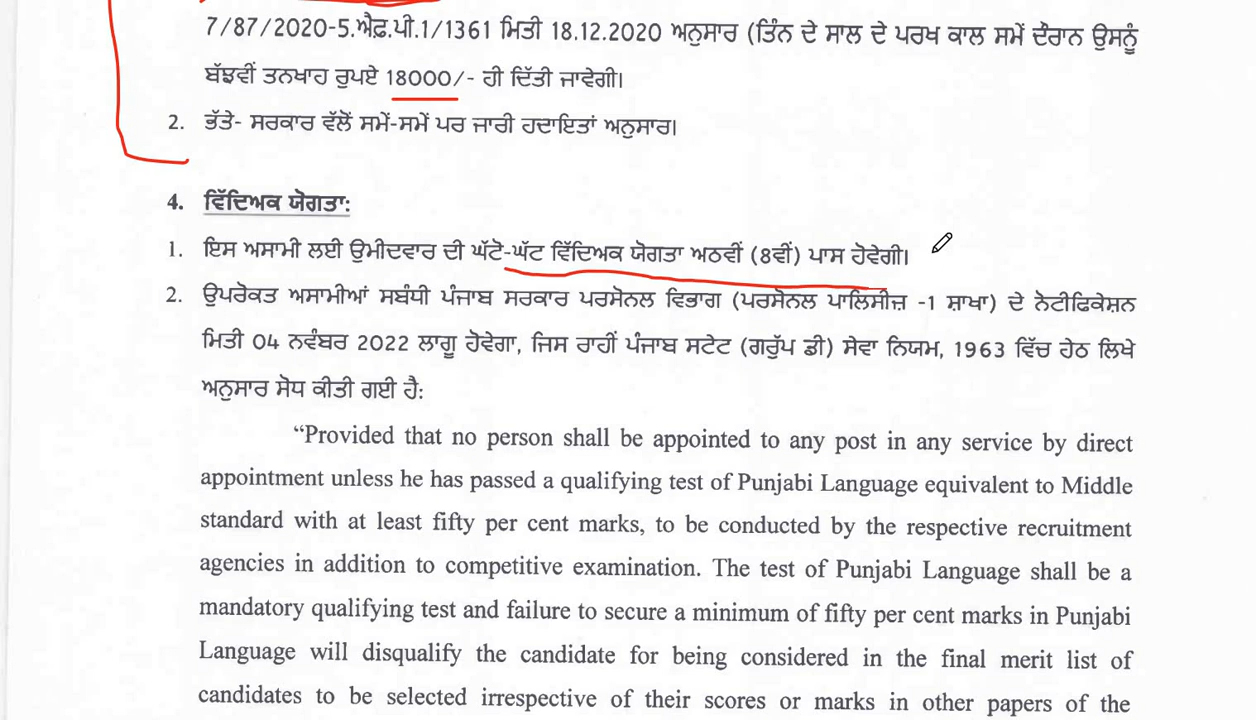 7/87/2020-5.ਐਫ਼.ਪੀ.1/1361 ਮਿਤੀ 18.12.2020 ਅਨੁਸਾਰ (ਤਿੰਨ ਦੇ ਸਾਲ ਦੇ ਪਰਖ ਕਾਲ ਸਮੇਂ ਦੌਰਾਨ ਉਸਨੂੰ
ਬੱਝਵੀਂ ਤਨਖਾਹ ਰੁਪਏ 18000/- ਹੀ ਦਿੱਤੀ ਜਾਵੇਗੀ।
2. ਭੱਤੇ- ਸਰਕਾਰ ਵੱਲੋਂ ਸਮੇਂ-ਸਮੇਂ ਪਰ ਜਾਰੀ ਹਦਾਇਤਾਂ ਅਨੁਸਾਰ।
4. ਵਿੱਦਿਅਕ ਯੋਗਤਾ:
1. ਇਸ ਅਸਾਮੀ ਲਈ ਉਮੀਦਵਾਰ ਦੀ ਘੱਟੋ-ਘੱਟ ਵਿੱਦਿਅਕ ਯੋਗਤਾ ਅਠਵੀਂ (8ਵੀਂ) ਪਾਸ ਹੋਵੇਗੀ।
2. ਉਪਰੋਕਤ ਅਸਾਮੀਆਂ ਸਬੰਧੀ ਪੰਜਾਬ ਸਰਕਾਰ ਪਰਸੋਨਲ ਵਿਭਾਗ (ਪਰਸੋਨਲ ਪਾਲਿਸੀਜ਼ -1 ਸ਼ਾਖਾ) ਦੇ ਨੋਟੀਫਿਕੇਸ਼ਨ
ਮਿਤੀ 04 ਨਵੰਬਰ 2022 ਲਾਗੂ ਹੋਵੇਗਾ, ਜਿਸ ਰਾਹੀਂ ਪੰਜਾਬ ਸਟੇਟ (ਗਰੁੱਪ ਡੀ) ਸੇਵਾ ਨਿਯਮ, 1963 ਵਿੱਚ ਹੇਠ ਲਿਖੇ
ਅਨੁਸਾਰ ਸੋਧ ਕੀਤੀ ਗਈ ਹੈ:
“Provided that no person shall be appointed to any post in any service by direct
appointment unless he has passed a qualifying test of Punjabi Language equivalent to Middle
standard with at least fifty per cent marks, to be conducted by the respective recruitment
agencies in addition to competitive examination. The test of Punjabi Language shall be a
mandatory qualifying test and failure to secure a minimum of fifty per cent marks in Punjabi
Language will disqualify the candidate for being considered in the final merit list of
candidates to be selected irrespective of their scores or marks in other papers of the